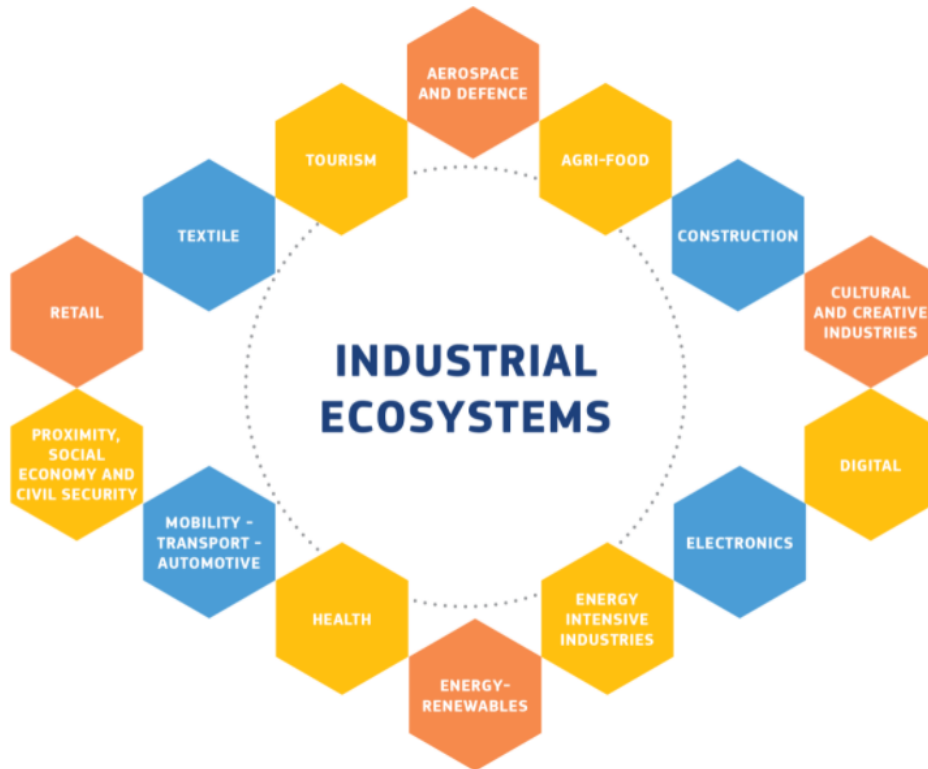 AEROSPACE
AND DEFENCE
AGRI-FOOD
CONSTRUCTION
CULTURAL
AND CREATIVE
INDUSTRIES
DIGITAL
ELECTRONICS
ENERGY
INTENSIVE
INDUSTRIES
ENERGY-
RENEWABLES
HEALTH
MOBILITY -
TRANSPORT -
AUTOMOTIVE
PROXIMITY,
SOCIAL
ECONOMY AND
CIVIL SECURITY
RETAIL
TEXTILE
TOURISM
INDUSTRIAL
ECOSYSTEMS